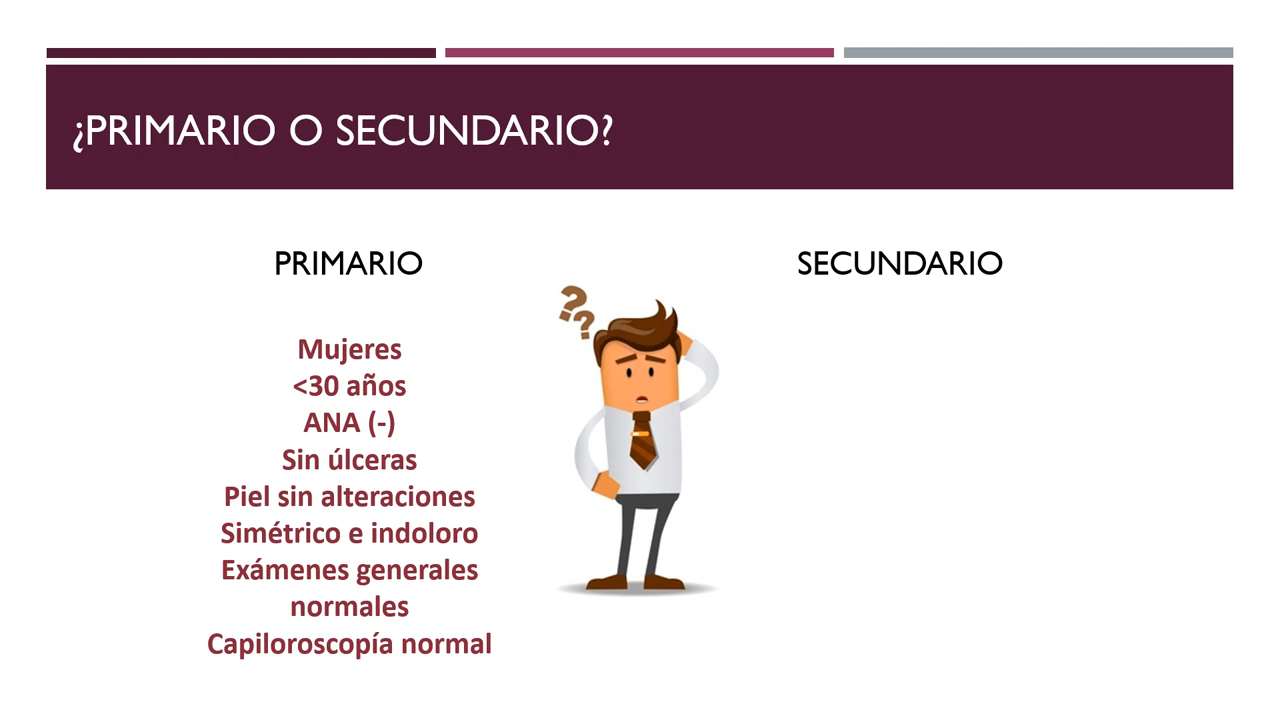 ¿PRIMARIO O SECUNDARIO?
PRIMARIO
Mujeres
<30 años
ANA (-)
Sin úlceras
Piel sin alteraciones
Simétrico e indoloro
Exámenes generales
normales
Capiloroscopía normal
??
SECUNDARIO